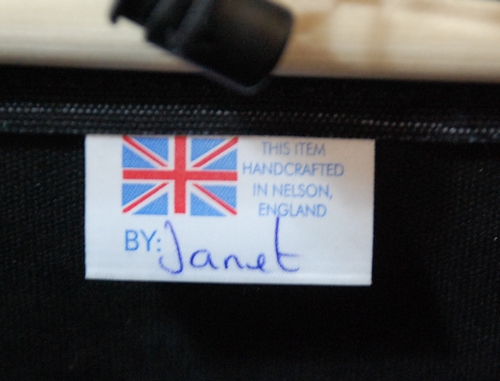 THIS ITEM
HANDCRAFTED
IN NELSON,
ENGLAND
BY: Janet